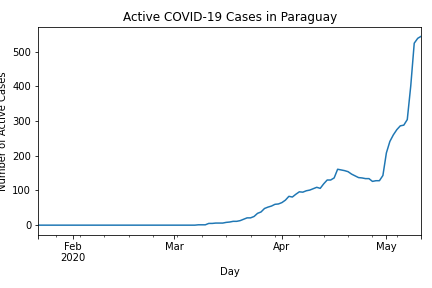 Active COVID-19 Cases in Paraguay
Number of Active Cases
500
400
300
200
100
0
Feb
2020
Mar
Apr
May
Day